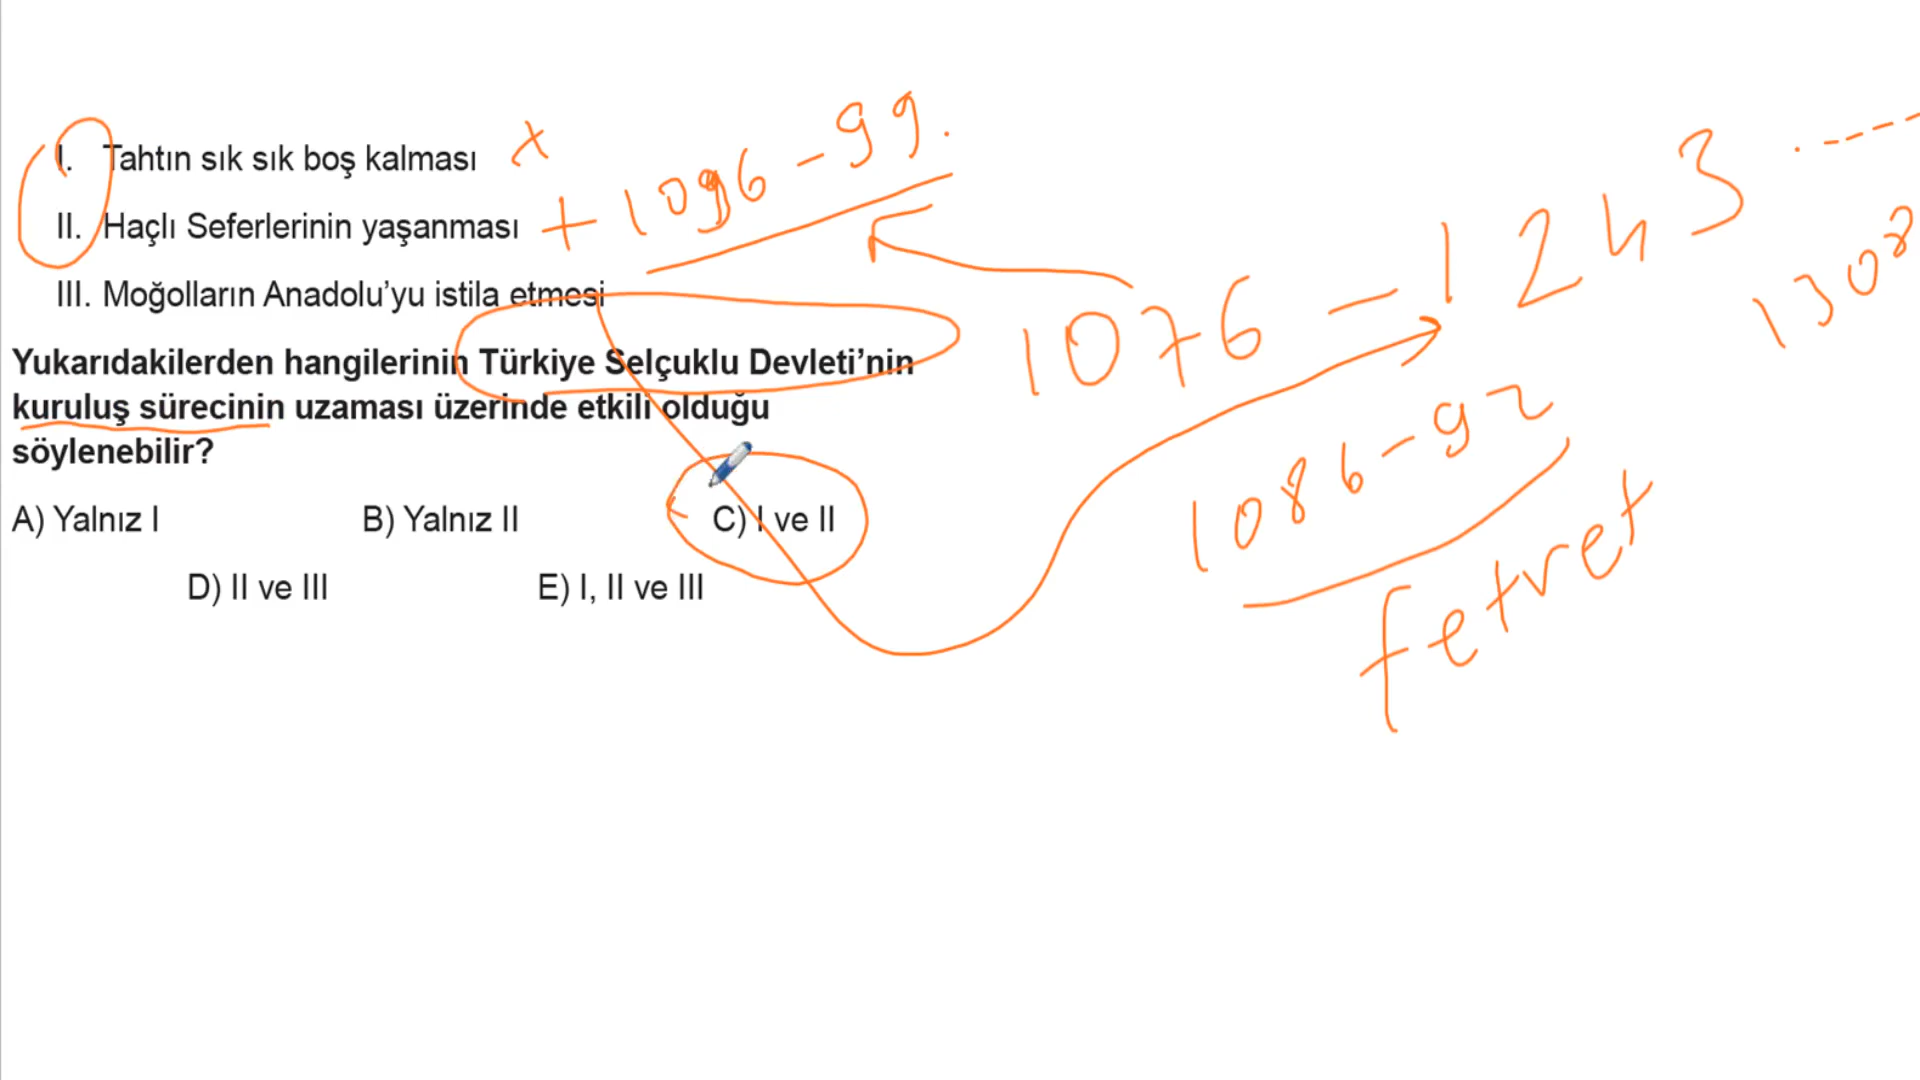 I. Tahtın sık sık boş kalması +
II. Haçlı Seferlerinin yaşanması + 1096-99.
III. Moğolların Anadolu'yu istila etmesi
Yukarıdakilerden hangilerinin Türkiye Selçuklu Devleti'nin
kuruluş sürecinin uzaması üzerinde etkili olduğu
söylenebilir?
A) Yalnız I B) Yalnız II C) I ve II
D) II ve III E) I, II ve III
1076 - 1243 ......
1308
1086-92
fetret